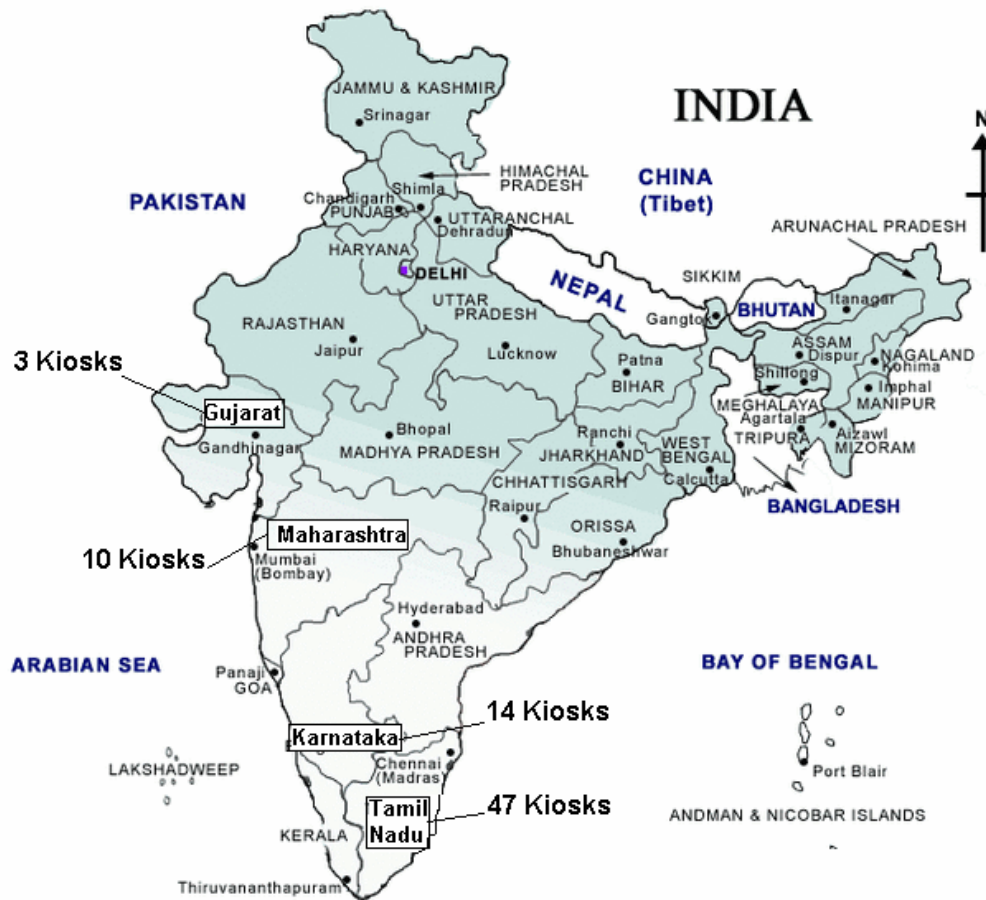 INDIA
N
JAMMU & KASHMIR
Srinagar
HIMACHAL
PRADESH
CHINA
(Tibet)
PAKISTAN
Shimla
Chandigarh
PUNJAB
UTTARANCHAL
Dehradun
ARUNACHAL PRADESH
HARYANA
DELHI
NEPAL
SIKKIM
Gangtok
BHUTAN
Itanagar
UTTAR
PRADESH
RAJASTHAN
Jaipur
Lucknow
Patna
BIHAR
ASSAM
Dispur
NAGALAND
Kohima
Shillong
Imphal
MANIPUR
MEGHALAYA
Agartala
TRIPURA
Aizawl
MIZORAM
3 Kiosks
Gujarat
Gandhinagar
Bhopal
MADHYA PRADESH
Ranchi
JHARKHAND
WEST
BENGAL
Calcutta
CHHATTISGARH
Raipur
BANGLADESH
ORISSA
Bhubaneshwar
Maharashtra
10 Kiosks
Mumbai
(Bombay)
Hyderabad
ANDHRA
PRADESH
ARABIAN SEA
Panaji
GOA
BAY OF BENGAL
14 Kiosks
Karnataka
Chennai
(Madras)
LAKSHADWEEP
Port Blair
47 Kiosks
Tamil
Nadu
ANDMAN & NICOBAR ISLANDS
KERALA
Thiruvananthapuram